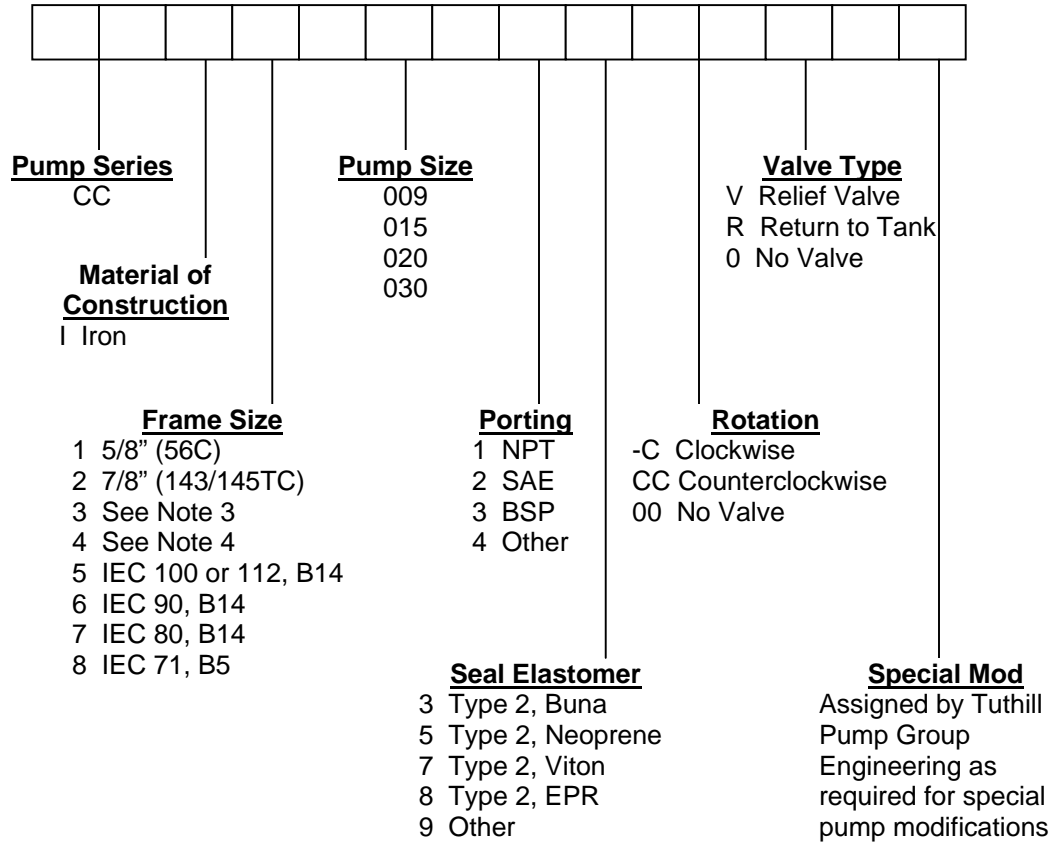 Pump Series
CC
Material of
Construction
I Iron
Frame Size
1 5/8” (56C)
2 7/8” (143/145TC)
3 See Note 3
4 See Note 4
5 IEC 100 or 112, B14
6 IEC 90, B14
7 IEC 80, B14
8 IEC 71, B5
Pump Size
009
015
020
030
Porting
1 NPT
2 SAE
3 BSP
4 Other
Seal Elastomer
3 Type 2, Buna
5 Type 2, Neoprene
7 Type 2, Viton
8 Type 2, EPR
9 Other
Rotation
-C Clockwise
CC Counterclockwise
00 No Valve
Valve Type
V Relief Valve
R Return to Tank
0 No Valve
Special Mod
Assigned by Tuthill
Pump Group
Engineering as
required for special
pump modifications